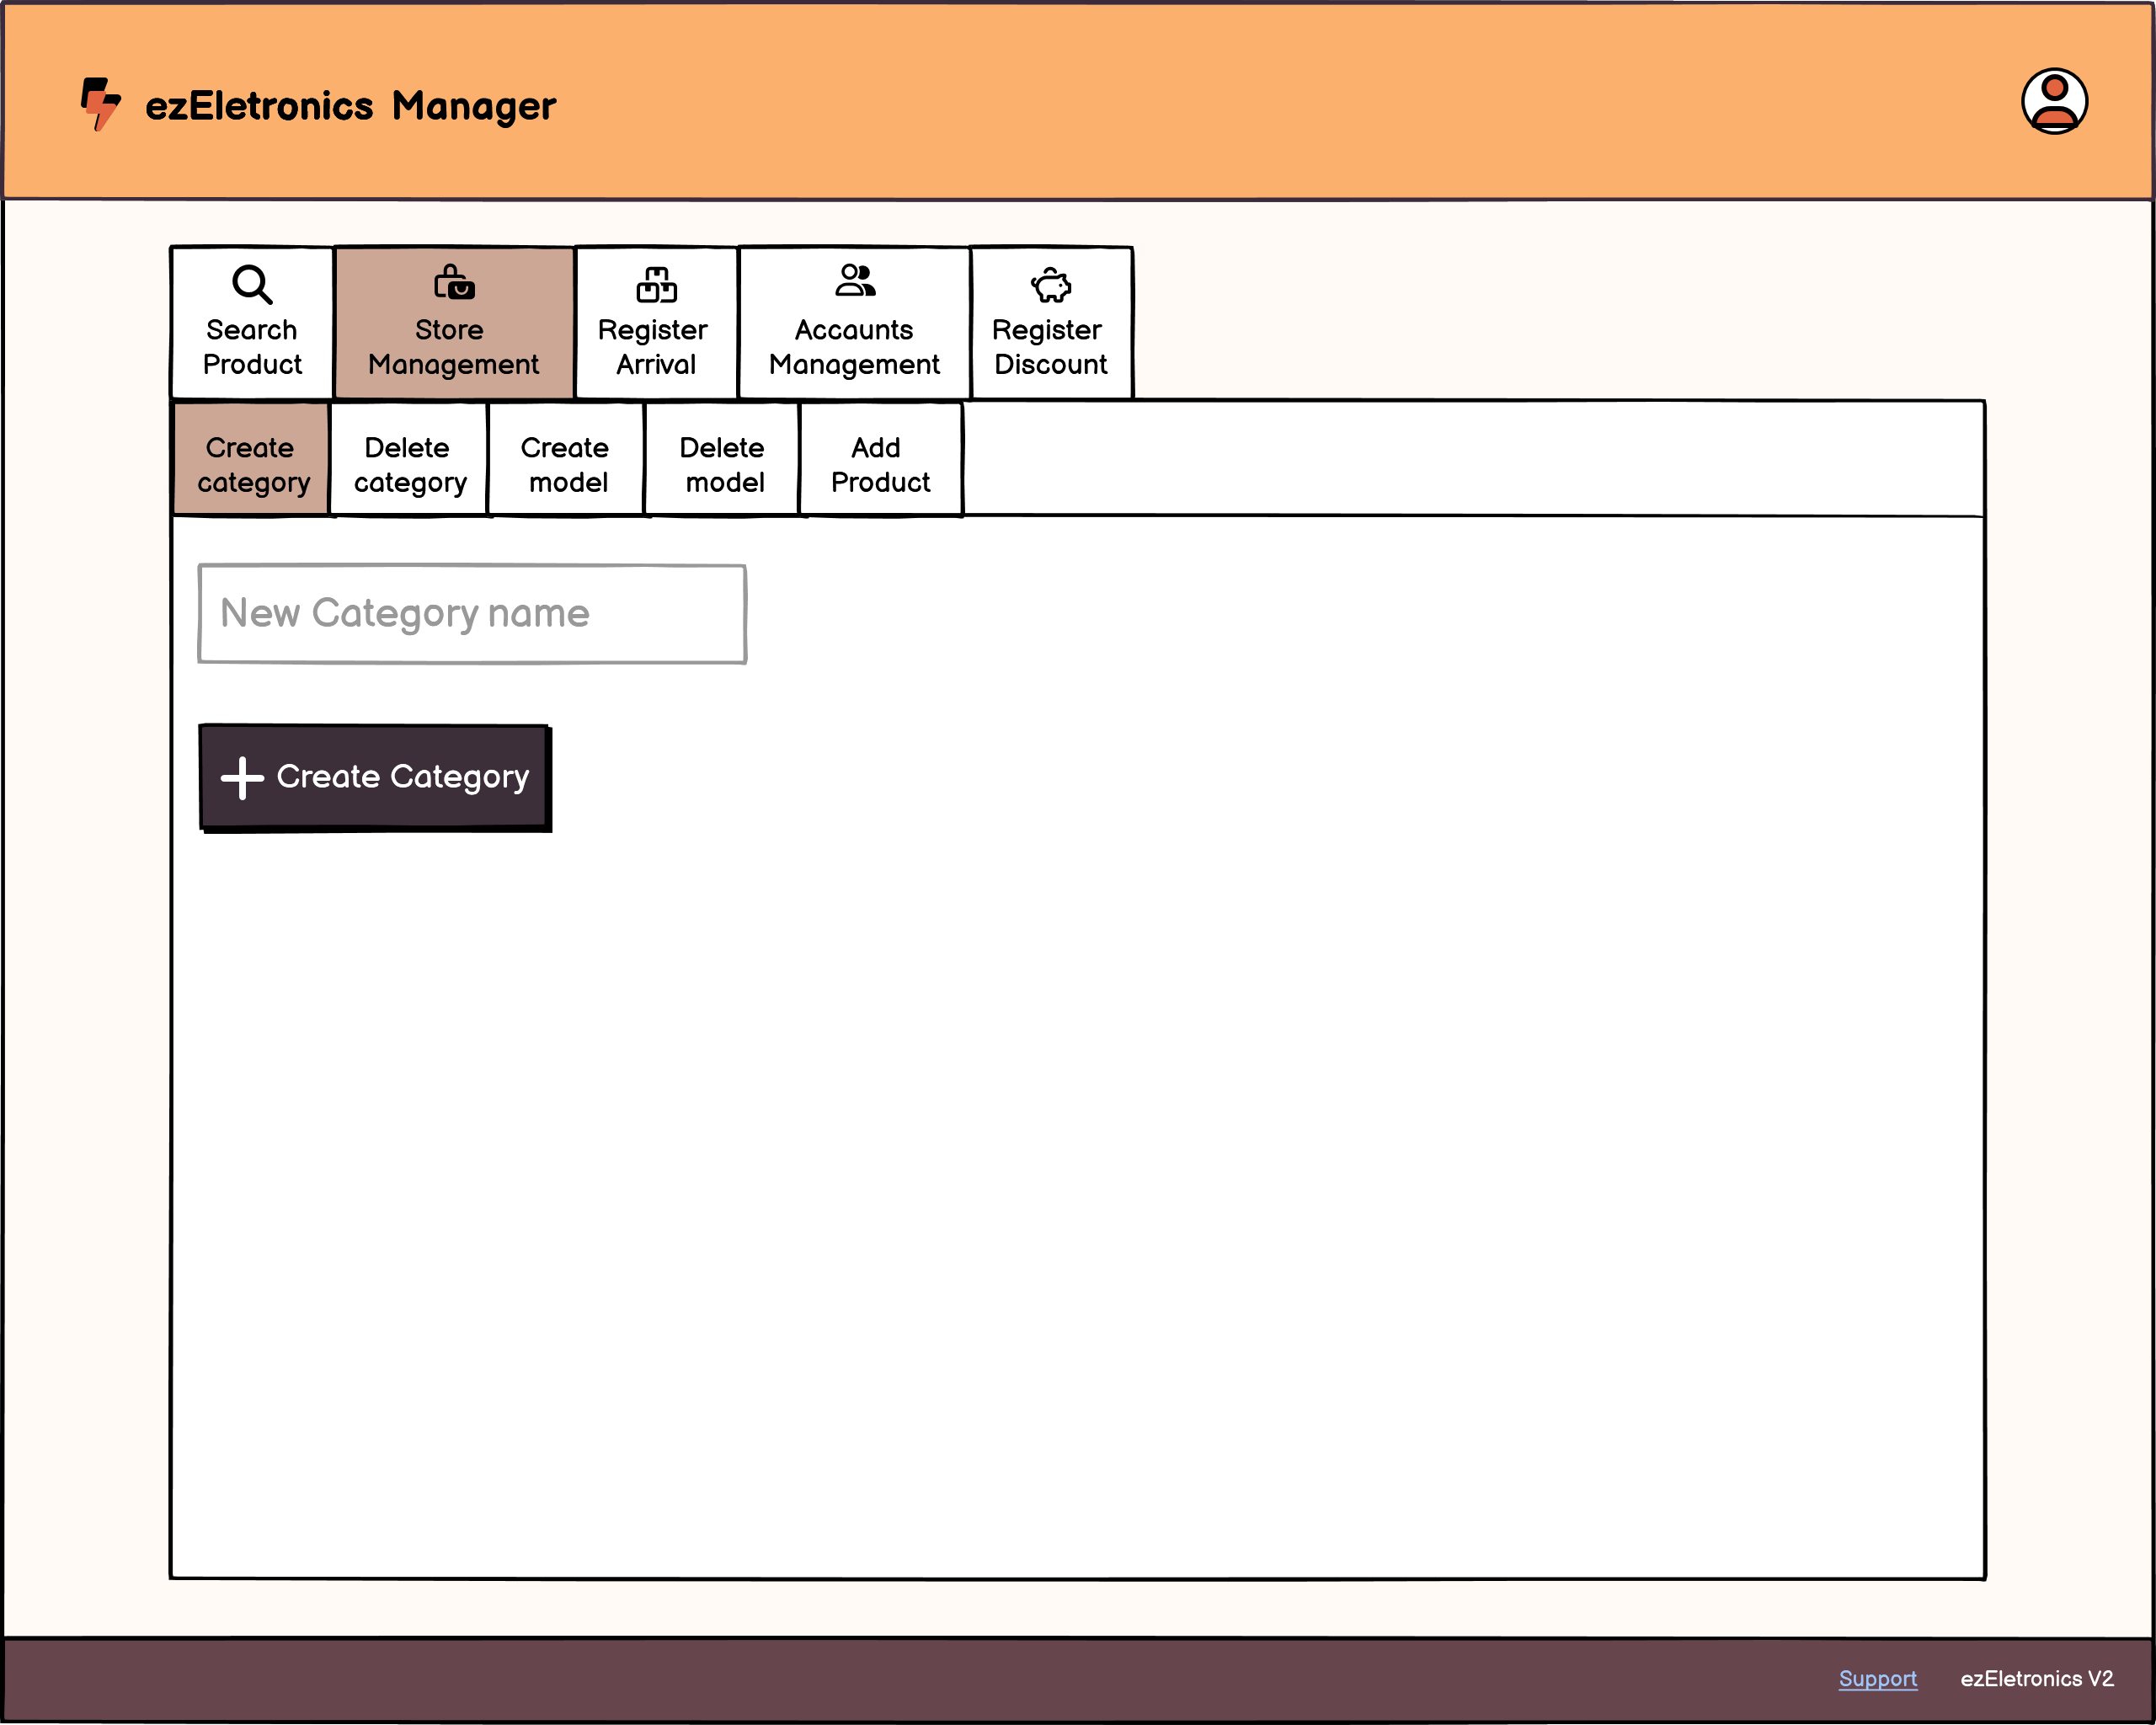 ezEletronics Manager
Search
Product
Store
Management
Register
Arrival
Accaunts
Management
Register
Discount
Create
category
Delete
category
Create
model
Delete
model
Add
Product
New Category name
Create Category
Support
ezEletronics V2